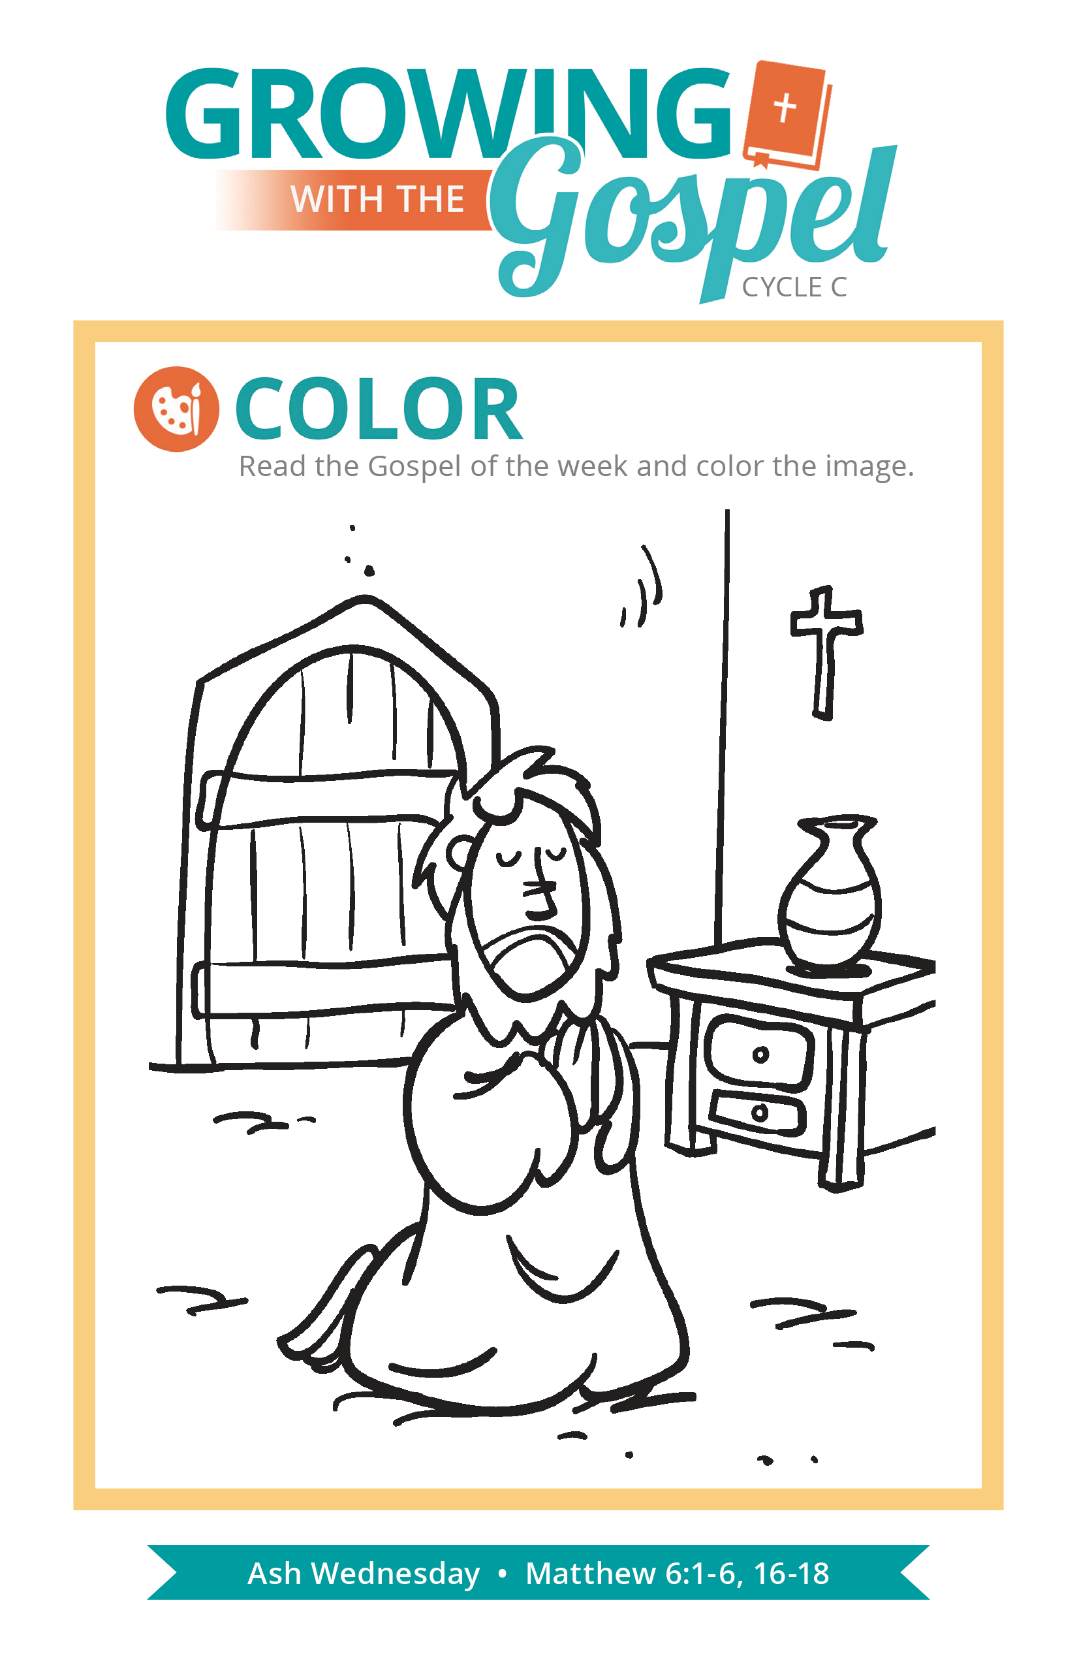 GROWING
WITH THE
Gospel
CYCLE C
COLOR
Read the Gospel of the week and color the image.
Ash Wednesday • Matthew 6:1-6, 16-18